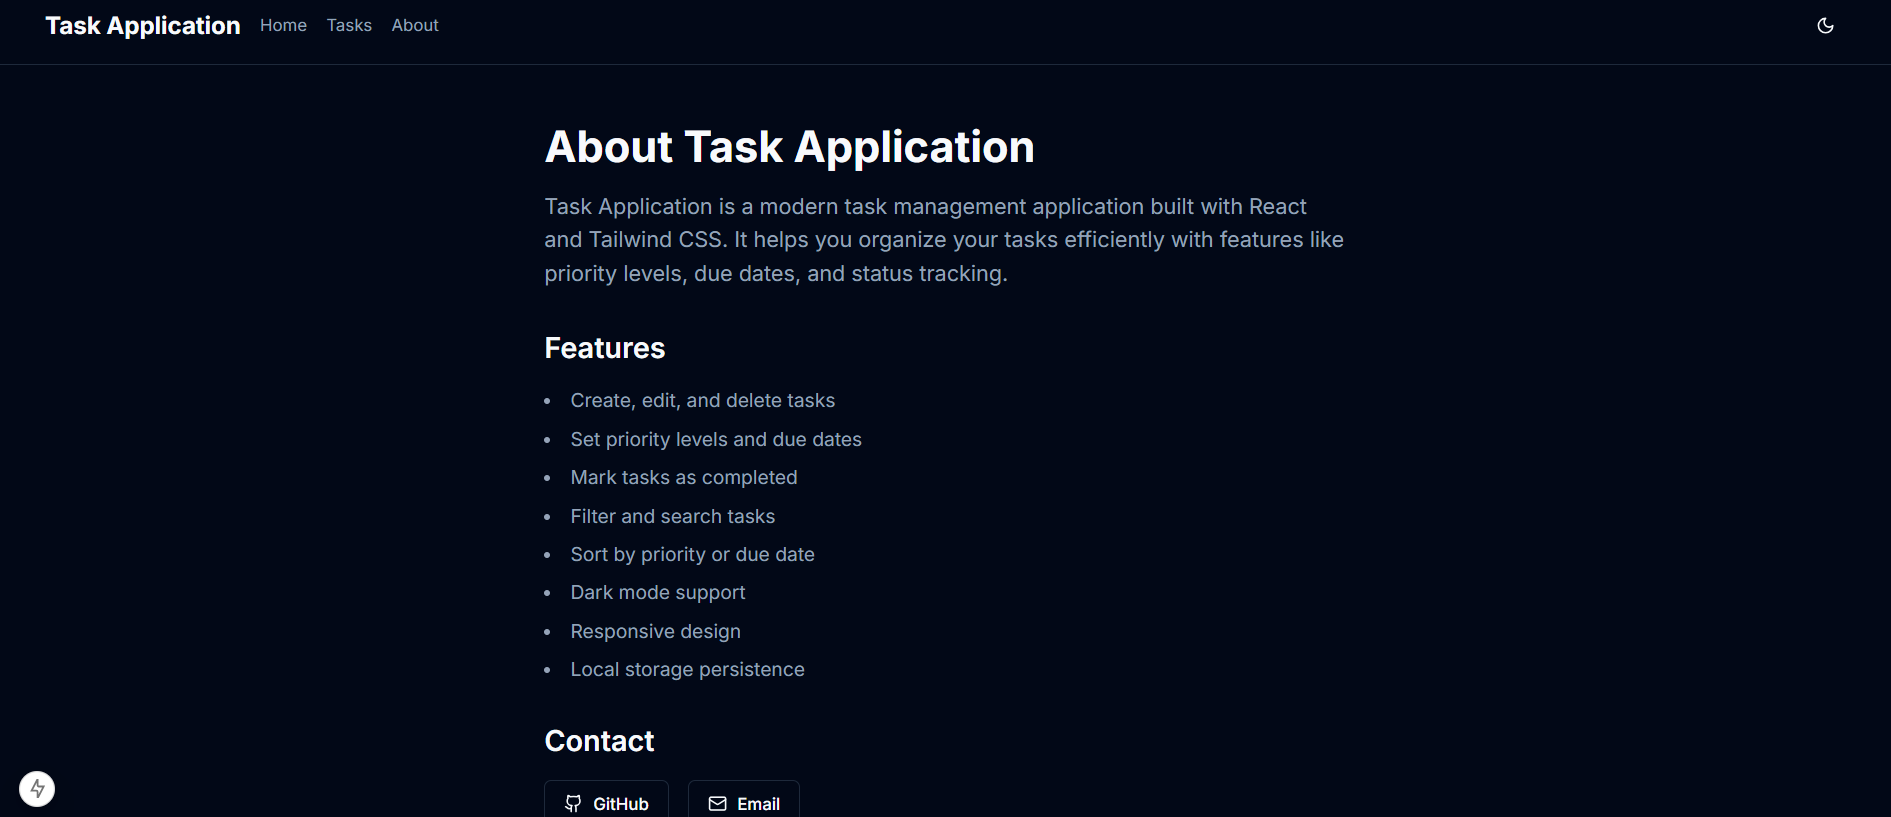 Task Application Home Tasks About
About Task Application
Task Application is a modern task management application built with React
and Tailwind CSS. It helps you organize your tasks efficiently with features like
priority levels, due dates, and status tracking.
Features
• Create, edit, and delete tasks
• Set priority levels and due dates
• Mark tasks as completed
• Filter and search tasks
• Sort by priority or due date
• Dark mode support
• Responsive design
• Local storage persistence
Contact
GitHub Email